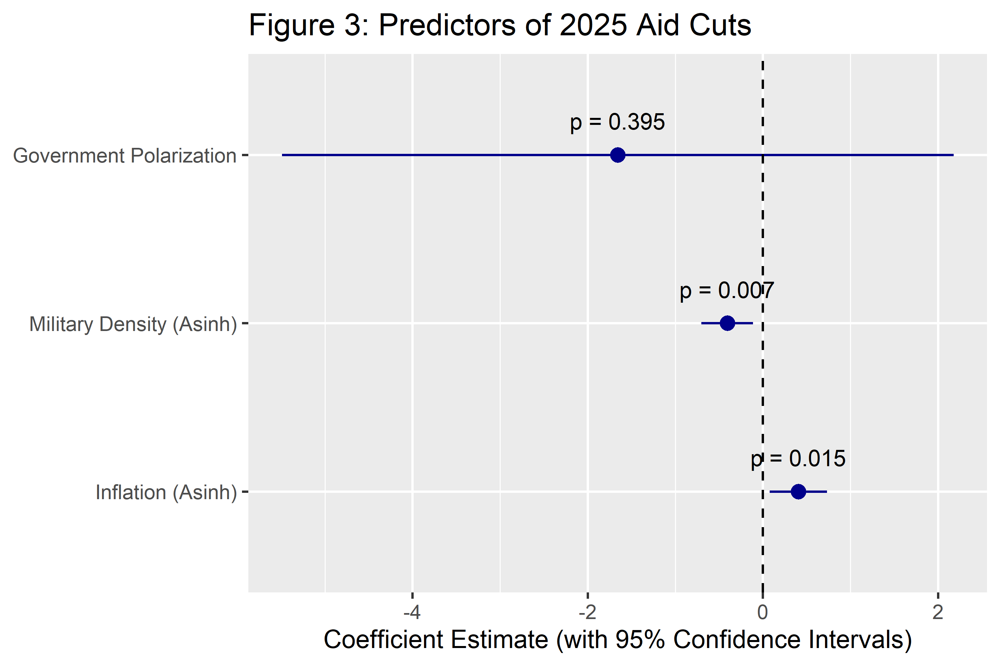 Figure 3: Predictors of 2025 Aid Cuts
p = 0.395
Government Polarization
p = 0.007
Military Density (Asinh)
p = 0.015
Inflation (Asinh)
-4 -2 0 2
Coefficient Estimate (with 95% Confidence Intervals)